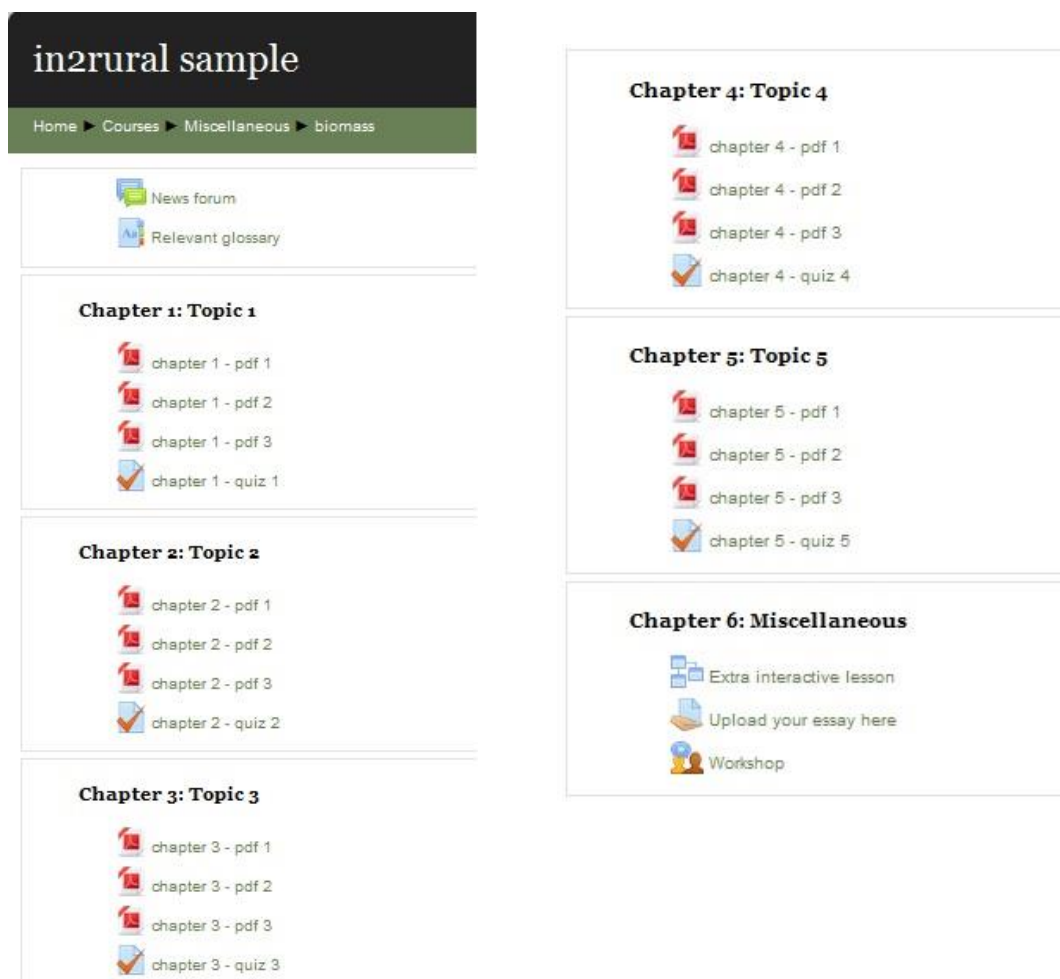 in2rural sample
Home ► Courses ► Miscellaneous ► biomass
News forum
Relevant glossary
Chapter 1: Topic 1
chapter 1 - pdf 1
chapter 1 - pdf 2
chapter 1 - pdf 3
chapter 1 - quiz 1
Chapter 2: Topic 2
chapter 2 - pdf 1
chapter 2 - pdf 2
chapter 2 - pdf 3
chapter 2 - quiz 2
Chapter 3: Topic 3
chapter 3 - pdf 1
chapter 3 - pdf 2
chapter 3 - pdf 3
chapter 3 - quiz 3
Chapter 4: Topic 4
chapter 4 - pdf 1
chapter 4 - pdf 2
chapter 4 - pdf 3
chapter 4 - quiz 4
Chapter 5: Topic 5
chapter 5 - pdf 1
chapter 5 - pdf 2
chapter 5 - pdf 3
chapter 5 - quiz 5
Chapter 6: Miscellaneous
Extra interactive lesson
Upload your essay here
Workshop